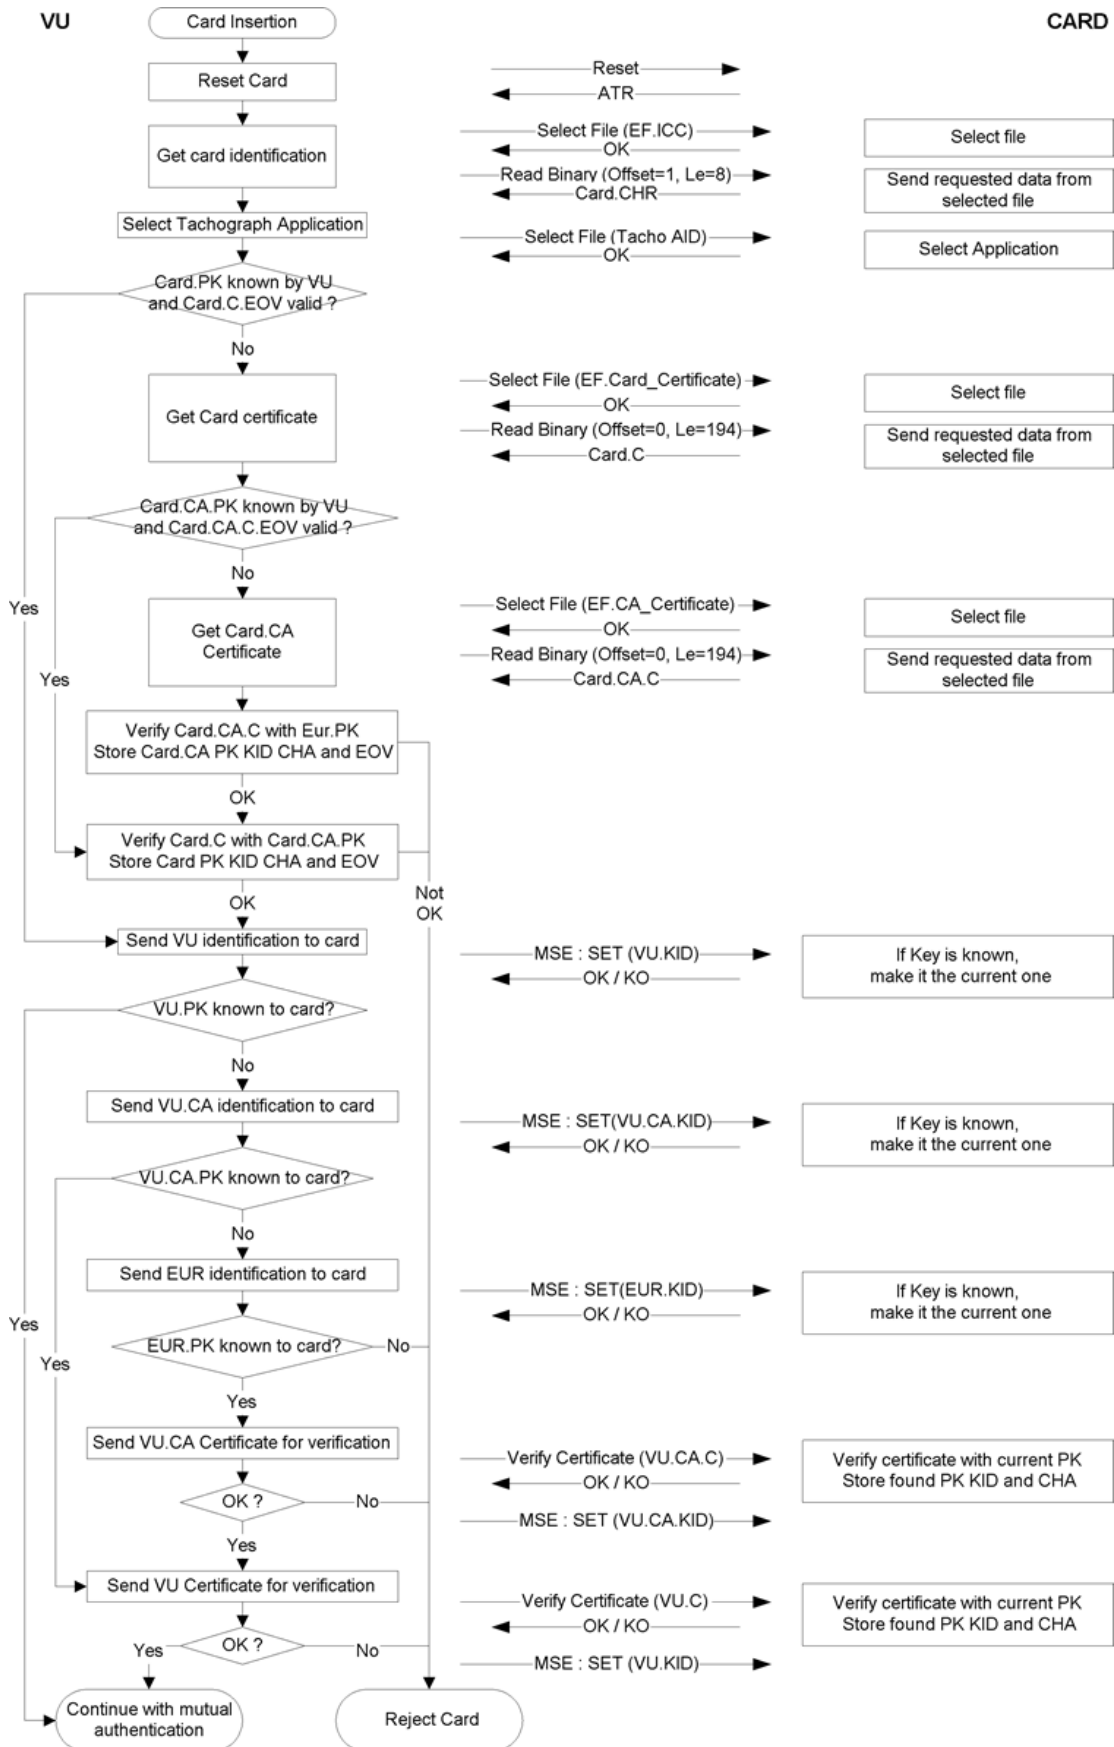 VU
Card Insertion
CARD
Reset Card
Reset
ATR
Get card identification
Select File (EF.ICC)
OK
Select file
Read Binary (Offset=1, Le=8)
Card.CHR
Send requested data from
selected file
Select Tachograph Application
Select File (Tacho AID)
OK
Select Application
Card.PK known by VU
and Card.C.EOV valid ?
No
Get Card certificate
Select File (EF.Card_Certificate)
OK
Select file
Read Binary (Offset=0, Le=194)
Card.C
Send requested data from
selected file
Card.CA.PK known by VU
and Card.CA.C.EOV valid ?
No
Yes
Get Card.CA
Certificate
Select File (EF.CA_Certificate)
OK
Select file
Yes
Read Binary (Offset=0, Le=194)
Card.CA.C
Send requested data from
selected file
Verify Card.CA.C with Eur.PK
Store Card.CA PK KID CHA and EOV
OK
Verify Card.C with Card.CA.PK
Store Card PK KID CHA and EOV
OK
Not
OK
Send VU identification to card
MSE : SET (VU.KID)
OK / KO
If Key is known,
make it the current one
VU.PK known to card?
No
Send VU.CA identification to card
MSE : SET(VU.CA.KID)
OK / KO
If Key is known,
make it the current one
VU.CA.PK known to card?
No
Send EUR identification to card
MSE : SET(EUR.KID)
OK / KO
If Key is known,
make it the current one
Yes
EUR.PK known to card?
No
Yes
Yes
Send VU.CA Certificate for verification
Verify Certificate (VU.CA.C)
OK / KO
Verify certificate with current PK
Store found PK KID and CHA
OK ?
No
MSE : SET (VU.CA.KID)
Yes
Send VU Certificate for verification
Verify Certificate (VU.C)
OK / KO
Verify certificate with current PK
Store found PK KID and CHA
Yes
OK ?
No
MSE : SET (VU.KID)
Continue with mutual
authentication
Reject Card